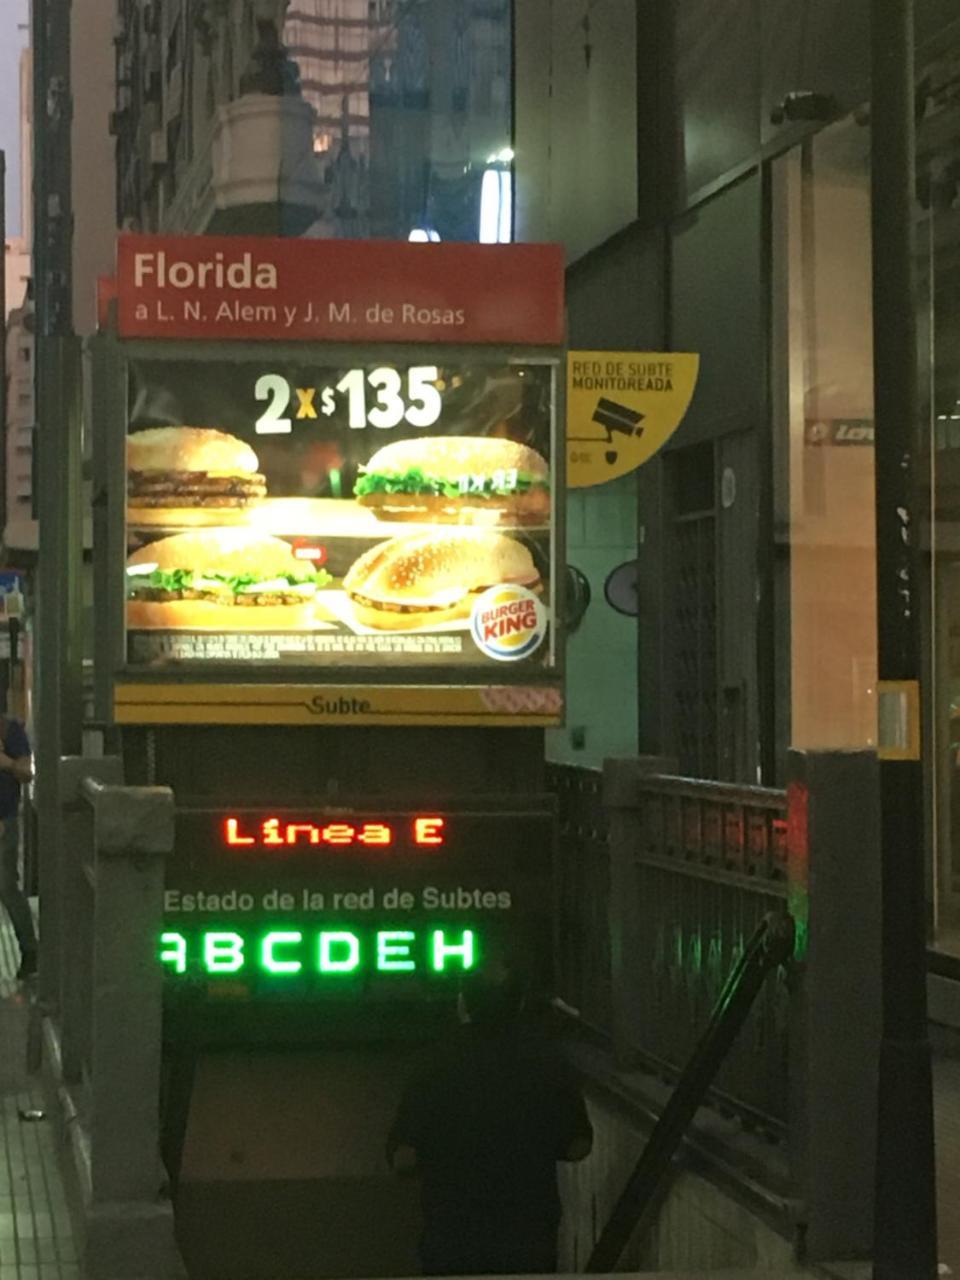 Florida
a L. N. Alem y J. M. de Rosas
2x$135
RED DE SUBTE
MONITOREADA
BURGER
KING
Subte
Línea E
Estado de la red de Subtes
ABCDEH